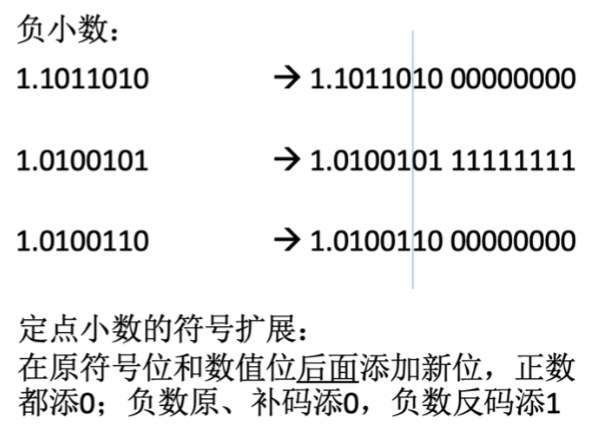 负小数：
1.1011010 → 1.1011010 00000000
1.0100101 → 1.0100101 11111111
1.0100110 → 1.0100110 00000000
定点小数的符号扩展：
在原符号位和数值位后面添加新位，正数
都添0；负数原、补码添0，负数反码添1